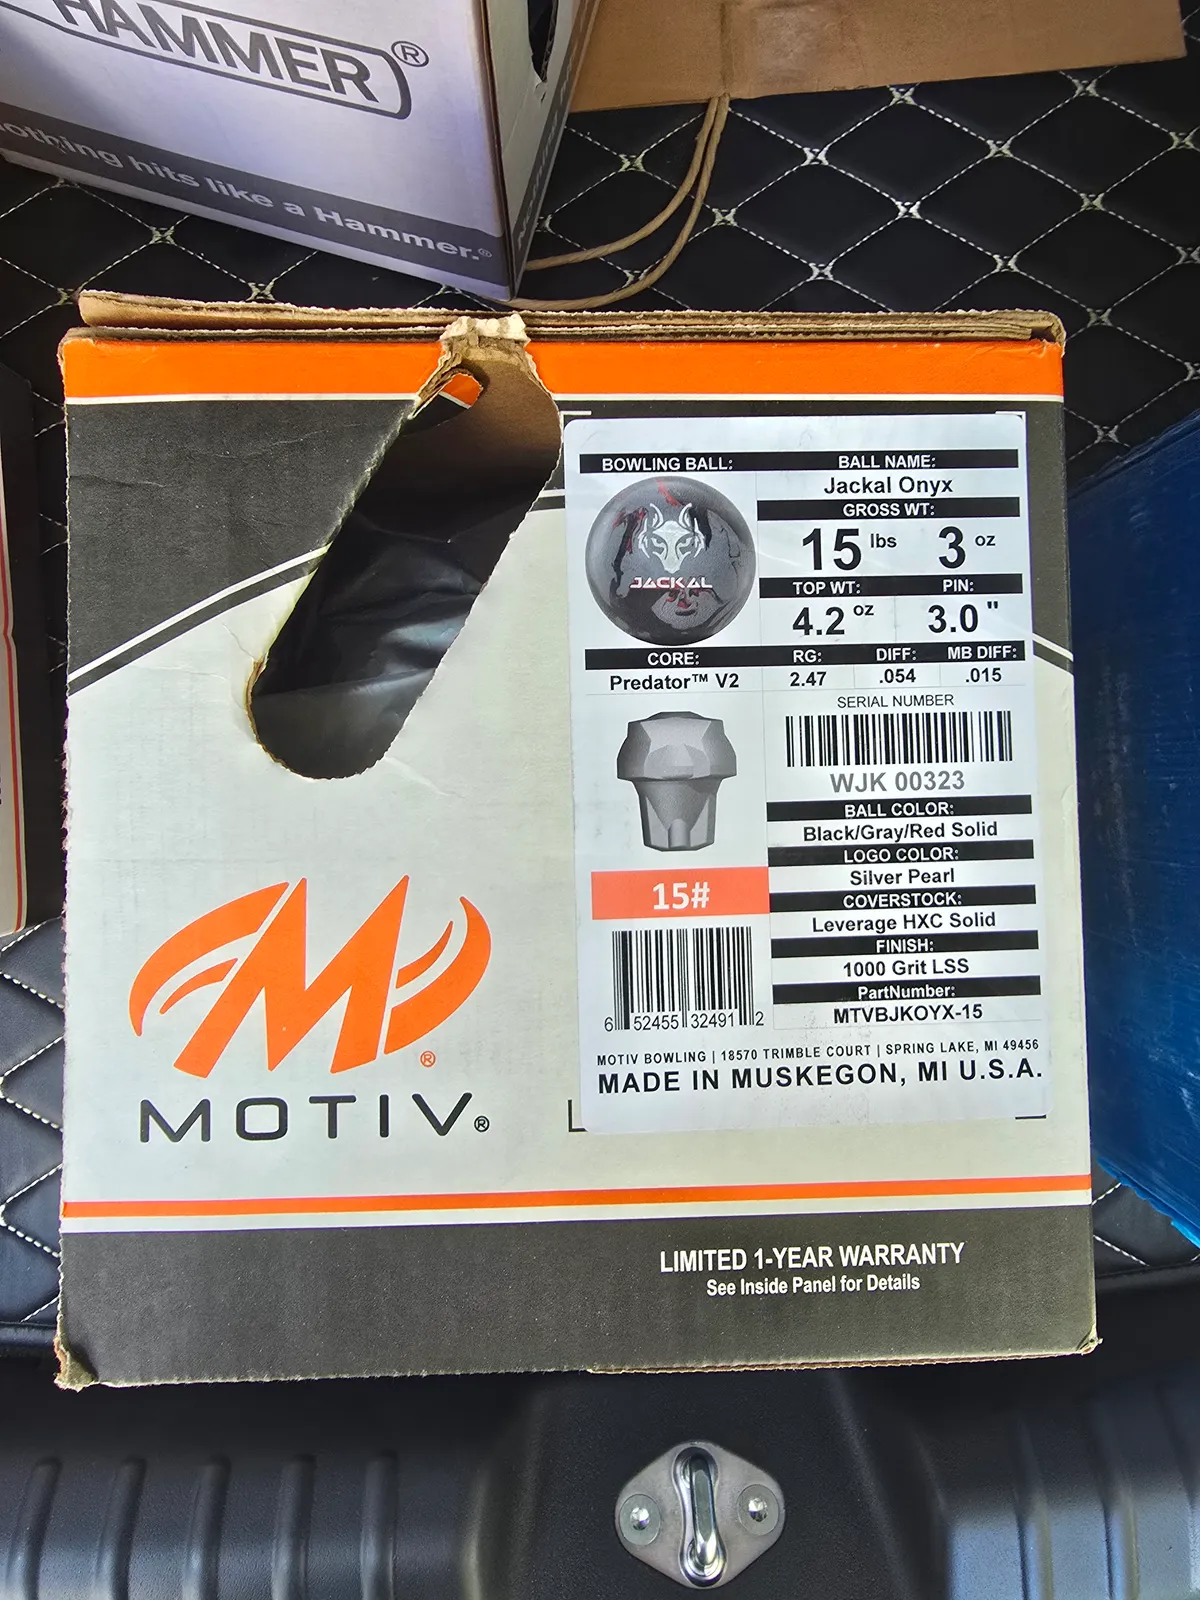 HAMMER®
othing hits like a Hammer.®
BOWLING BALL:
BALL NAME:
Jackal Onyx
GROSS WT:
15 lbs 3 oz
TOP WT: PIN:
4.2 oz 3.0 "
JACKAL
CORE: RG: DIFF: MB DIFF:
Predator™ V2 2.47 .054 .015
SERIAL NUMBER
WJK 00323
BALL COLOR:
Black/Gray/Red Solid
LOGO COLOR:
Silver Pearl
COVERSTOCK:
Leverage HXC Solid
FINISH:
1000 Grit LSS
PartNumber:
MTVBJKOYX-15
15#
6 52455 32491 2
MOTIV BOWLING | 18570 TRIMBLE COURT | SPRING LAKE, MI 49456
MADE IN MUSKEGON, MI U.S.A.
M®
MOTIV®
LIMITED 1-YEAR WARRANTY
See Inside Panel for Details